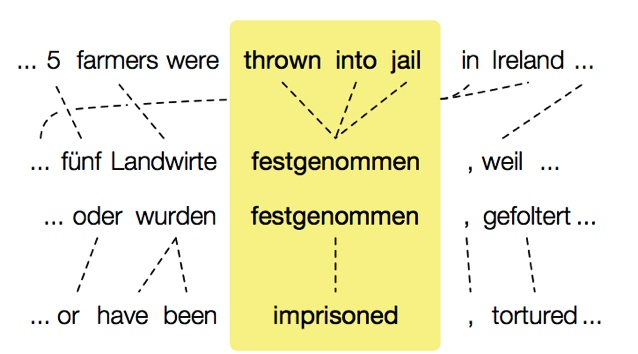 ... 5 farmers were thrown into jail in Ireland ...
... fünf Landwirte festgenommen , weil ...
... oder wurden festgenommen , gefoltert ...
... or have been imprisoned , tortured ...